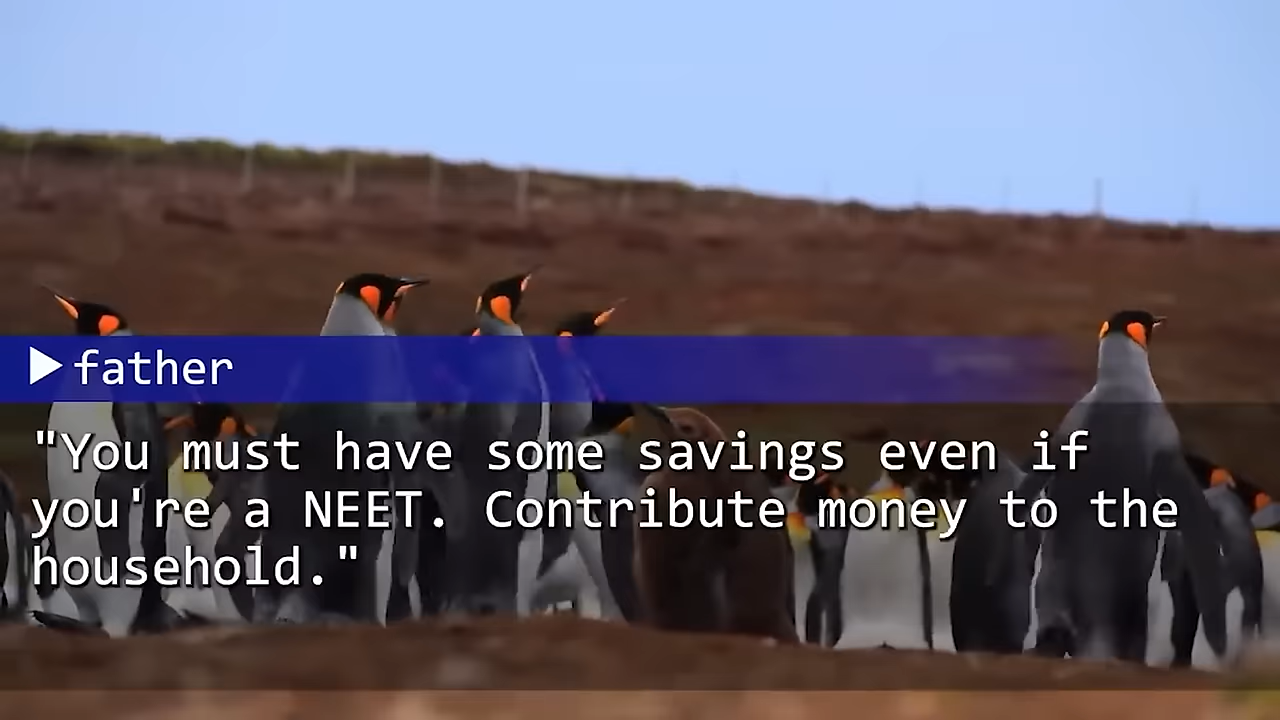 ▶father
"You must have some savings even if
you're a NEET. Contribute money to the
household."